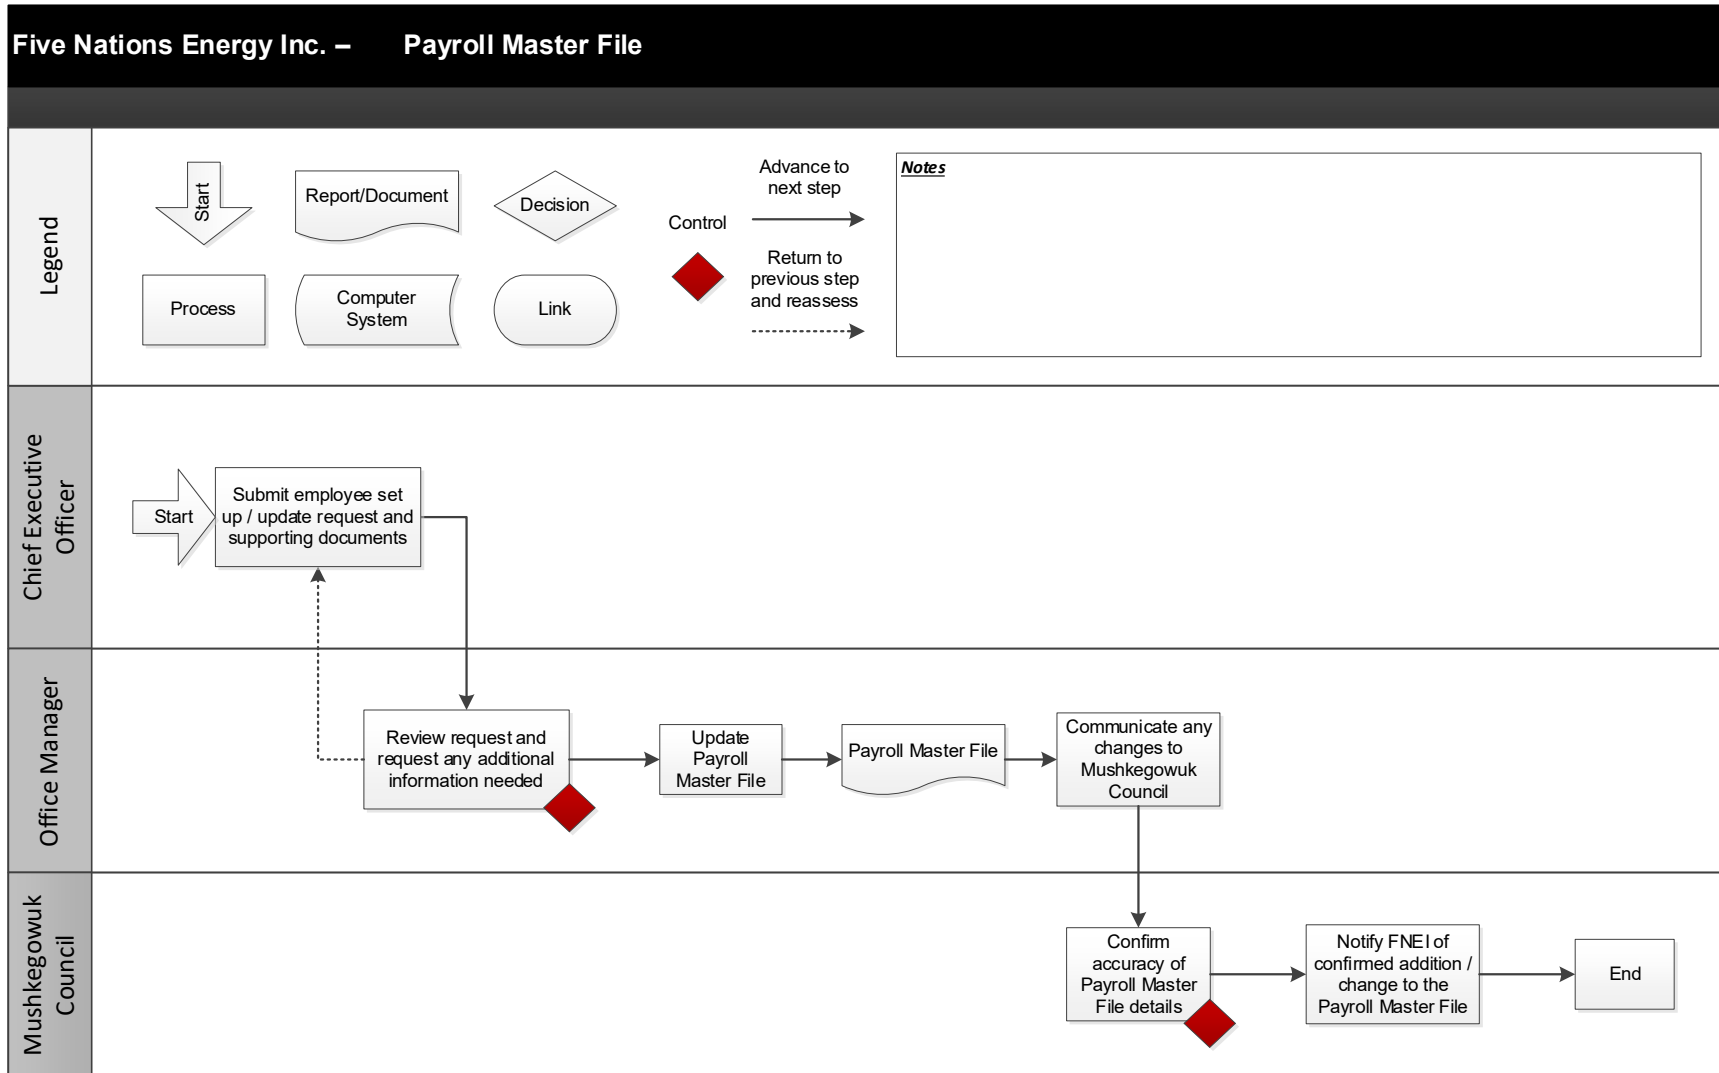 Five Nations Energy Inc. – Payroll Master File
Legend
Start
Report/Document
Decision
Process
Computer
System
Link
Control
Advance to
next step
Return to
previous step
and reassess
Notes
Chief Executive
Officer
Start
Submit employee set
up / update request and
supporting documents
Office Manager
Review request and
request any additional
information needed
Update
Payroll
Master File
Payroll Master File
Communicate any
changes to
Mushkegowuk
Council
Mushkegowuk
Council
Confirm
accuracy of
Payroll Master
File details
Notify FNEI of
confirmed addition /
change to the
Payroll Master File
End